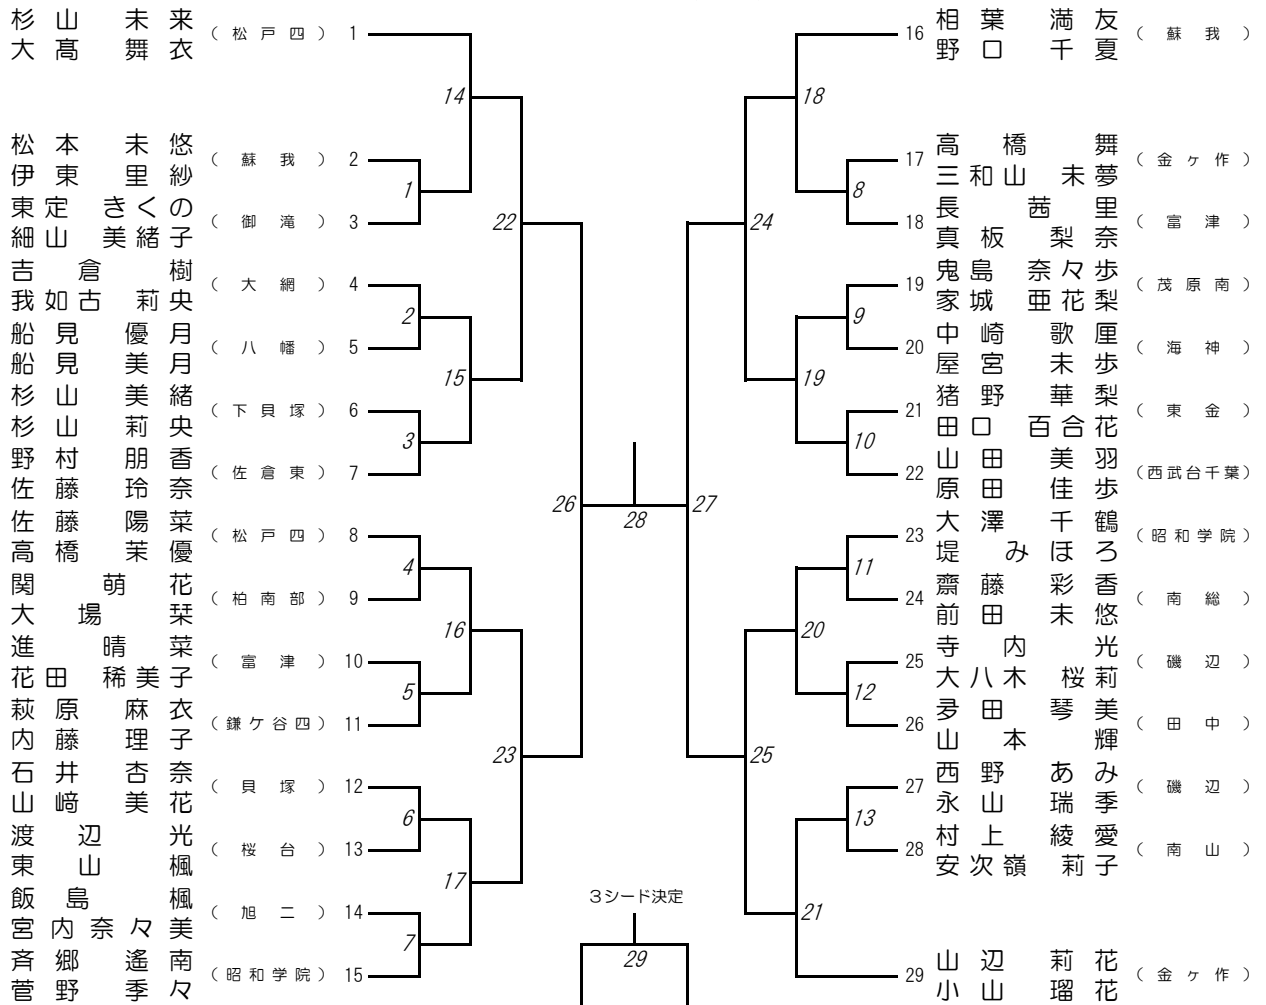 杉山 未来
（松戸四） 1
大髙 舞衣
14
松本 未悠
（蘇我） 2
伊東 里紗
1
東定 きくの
（御滝） 3
細山 美緒子
22
吉倉 樹
（大網） 4
我如古 莉央
2
船見 優月
（八幡） 5
船見 美月
15
杉山 美緒
（下貝塚） 6
杉山 莉央
3
野村 朋香
（佐倉東） 7
佐藤 玲奈
26
佐藤 陽菜
（松戸四） 8
高橋 茉優
4
関 萌花
（柏南部） 9
大場 栞
16
進 晴菜
（富津） 10
花田 稀美子
5
萩原 麻衣
（鎌ケ谷四） 11
内藤 理子
23
石井 杏奈
（貝塚） 12
山﨑 美花
6
渡辺 光
（桜台） 13
東山 楓
17
飯島 楓
（旭二） 14
宮内 奈々美
7
斉郷 遙南
（昭和学院） 15
菅野 季々
28
3シード決定
29
16 相葉 満友
（蘇我）
野口 千夏
18
17 高橋 舞
（金ヶ作）
三和山 未夢
8
18 長 茜里
（富津）
真板 梨奈
24
19 鬼島 奈々歩
（茂原南）
家城 亜花梨
9
20 中崎 歌厘
（海神）
屋宮 未歩
19
21 猪野 華梨
（東金）
田口 百合花
10
22 山田 美羽
（西武台千葉）
原田 佳歩
27
23 大澤 千鶴
（昭和学院）
堤 みほろ
11
24 齋藤 彩香
（南総）
前田 未悠
20
25 寺内 光
（磯辺）
大八木 桜莉
12
26 夛田 琴美
（田中）
山本 輝
25
27 西野 あみ
（磯辺）
永山 瑞季
13
28 村上 綾愛
（南山）
安次嶺 莉子
21
29 山辺 莉花
（金ヶ作）
小山 瑠花